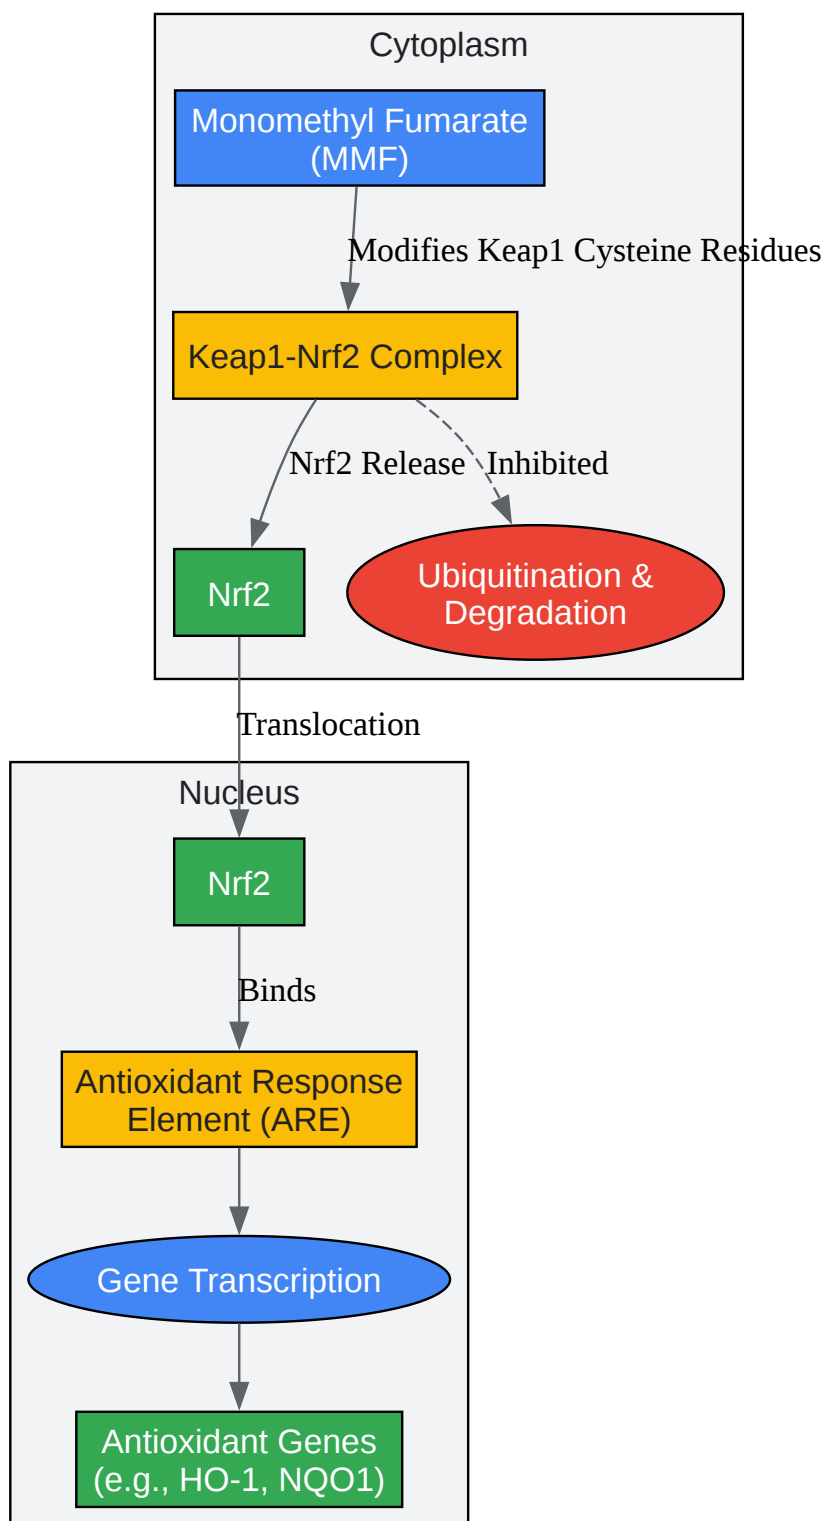 Cytoplasm
Monomethyl Fumarate
(MMF)
Modifies Keap1 Cysteine Residues
Keap1-Nrf2 Complex
Nrf2 Release
Inhibited
Nrf2
Ubiquitination &
Degradation
Translocation
Nucleus
Nrf2
Binds
Antioxidant Response
Element (ARE)
Gene Transcription
Antioxidant Genes
(e.g., HO-1, NQO1)